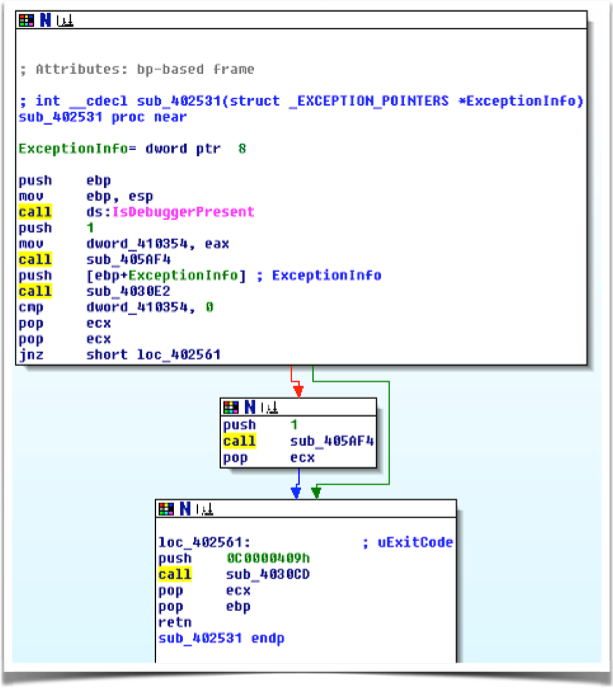 ; Attributes: bp-based frame
; int __cdecl sub_402531(struct _EXCEPTION_POINTERS *ExceptionInfo)
sub_402531 proc near
ExceptionInfo= dword ptr  8
push    ebp
mov     ebp, esp
call    ds:IsDebuggerPresent
push    1
mov     dword_410354, eax
call    sub_405AF4
push    [ebp+ExceptionInfo] ; ExceptionInfo
call    sub_4030E2
cmp     dword_410354, 0
pop     ecx
pop     ecx
jnz     short loc_402561
push    1
call    sub_405AF4
pop     ecx
loc_402561:              ; uExitCode
push    0C0000409h
call    sub_4030CD
pop     ecx
pop     ebp
retn
sub_402531 endp